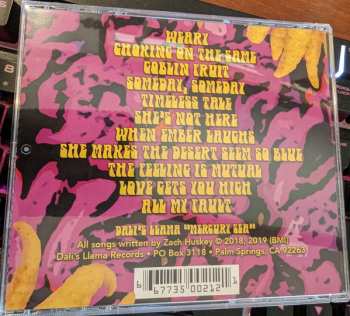 WEARY
CHOKING ON THE SAME
GOBLIN FRUIT
SOMEDAY, SOMEDAY
TIMELESS TALE
SHE'S NOT HERE
WHEN EMBER LAUGHS
SHE MAKES THE DESERT SEEM SO BLUE
THE FEELING IS MUTUAL
LOVE GETS YOU HIGH
ALL MY FAULT
DALI'S LLAMA "MERCURY SEA"
All songs written by Zach Huskey © 2018, 2019 (BMI)
Dali's Llama Records • PO Box 3118 • Palm Springs, CA 92263
6 67735 00212 1
8
U